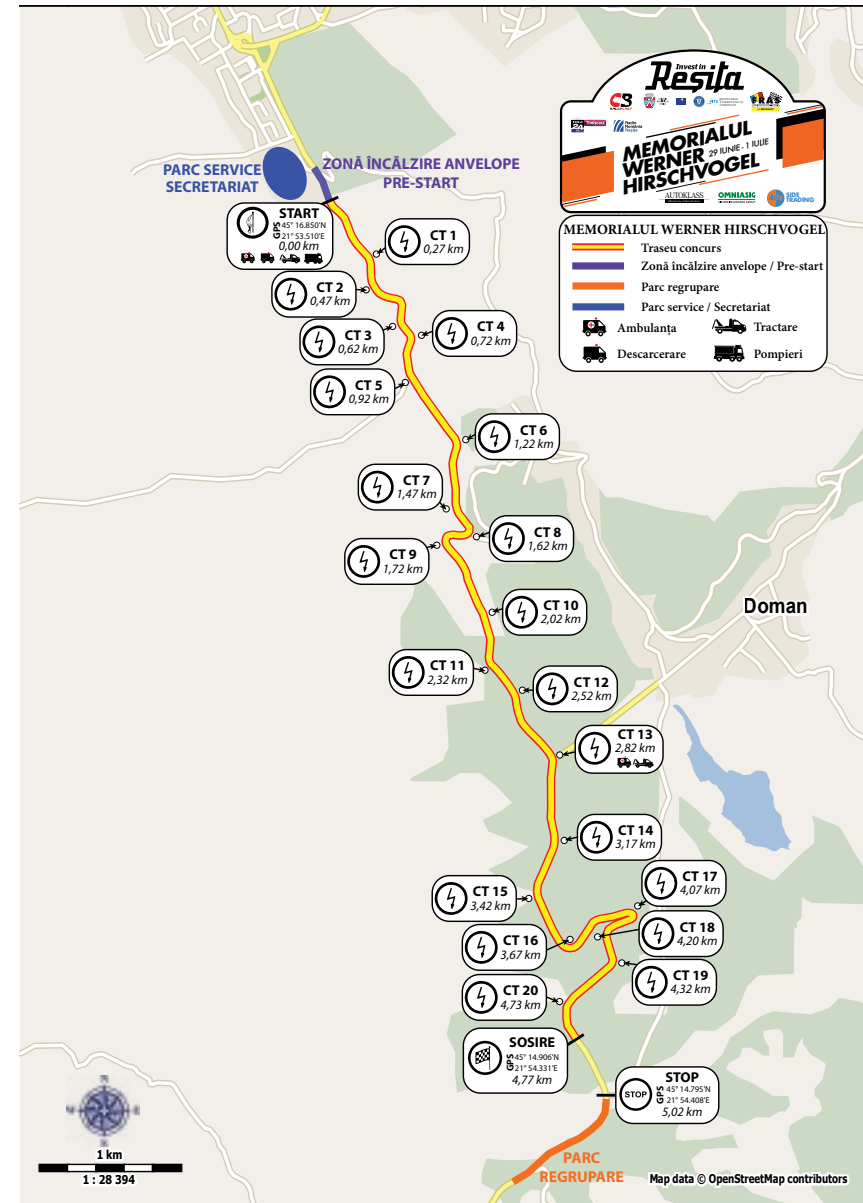 Invest in
Reșița
CS
FRAS
Timișoara
Radio
România
Reșița
MEMORIALUL
WERNER
29 IUNIE - 1 IULIE
HIRSCHVOGEL
AUTOKLASS
OMNIASIG
SIDE
TRADING
MEMORIALUL WERNER HIRSCHVOGEL
Traseu concurs
Zonă încălzire anvelope / Pre-start
Parc regrupare
Parc service / Secretariat
Ambulanța
Tractare
Descarcerare
Pompieri
PARC SERVICE
SECRETARIAT
ZONĂ ÎNCĂLZIRE ANVELOPE
PRE-START
START
GPS
45° 16.850'N
21° 53.510'E
0,00 km
CT 1
0,27 km
CT 2
0,47 km
CT 3
0,62 km
CT 4
0,72 km
CT 5
0,92 km
CT 6
1,22 km
CT 7
1,47 km
CT 8
1,62 km
CT 9
1,72 km
CT 10
2,02 km
Doman
CT 11
2,32 km
CT 12
2,52 km
CT 13
2,82 km
CT 14
3,17 km
CT 15
3,42 km
CT 16
3,67 km
CT 17
4,07 km
CT 18
4,20 km
CT 19
4,32 km
CT 20
4,73 km
SOSIRE
GPS
45° 14.906'N
21° 54.331'E
4,77 km
STOP
STOP
GPS
45° 14.795'N
21° 54.408'E
5,02 km
PARC
REGRUPARE
1 km
1 : 28 394
Map data © OpenStreetMap contributors